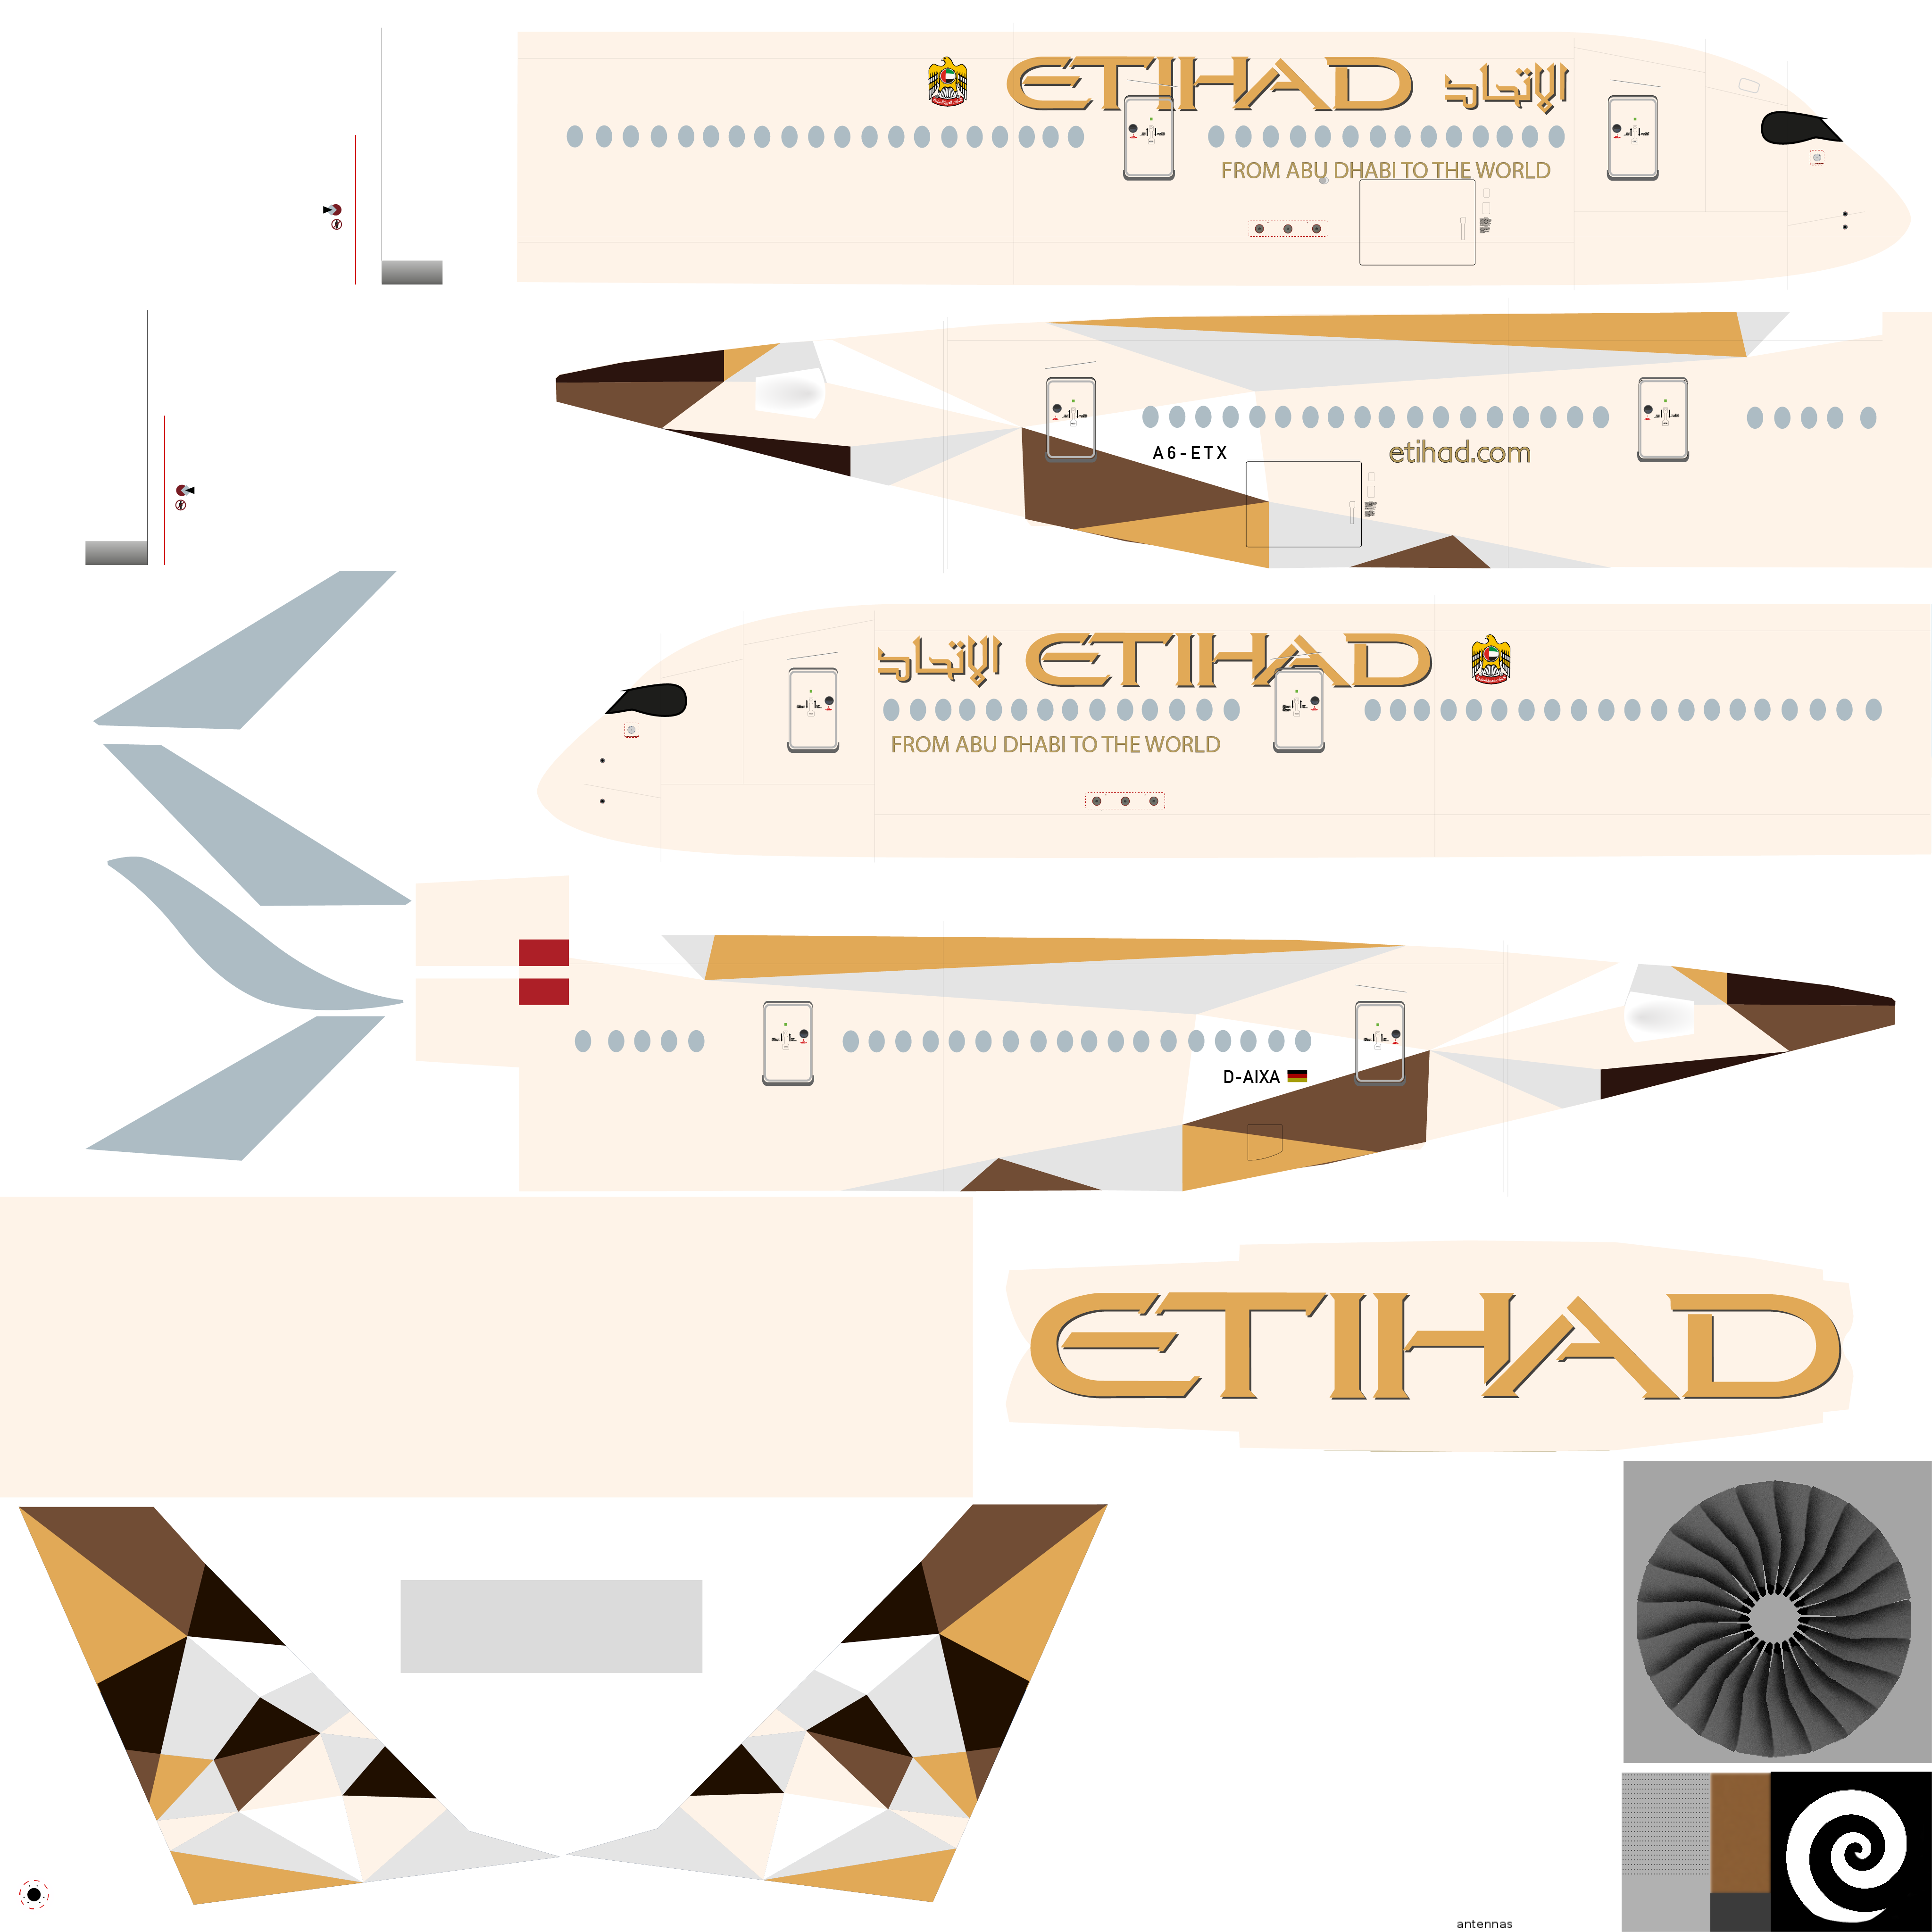 ETIHAD الإتحاد
FROM ABU DHABI TO THE WORLD
A6-ETX
etihad.com
الإتحاد ETIHAD
FROM ABU DHABI TO THE WORLD
D-AIXA
ETIHAD
antennas